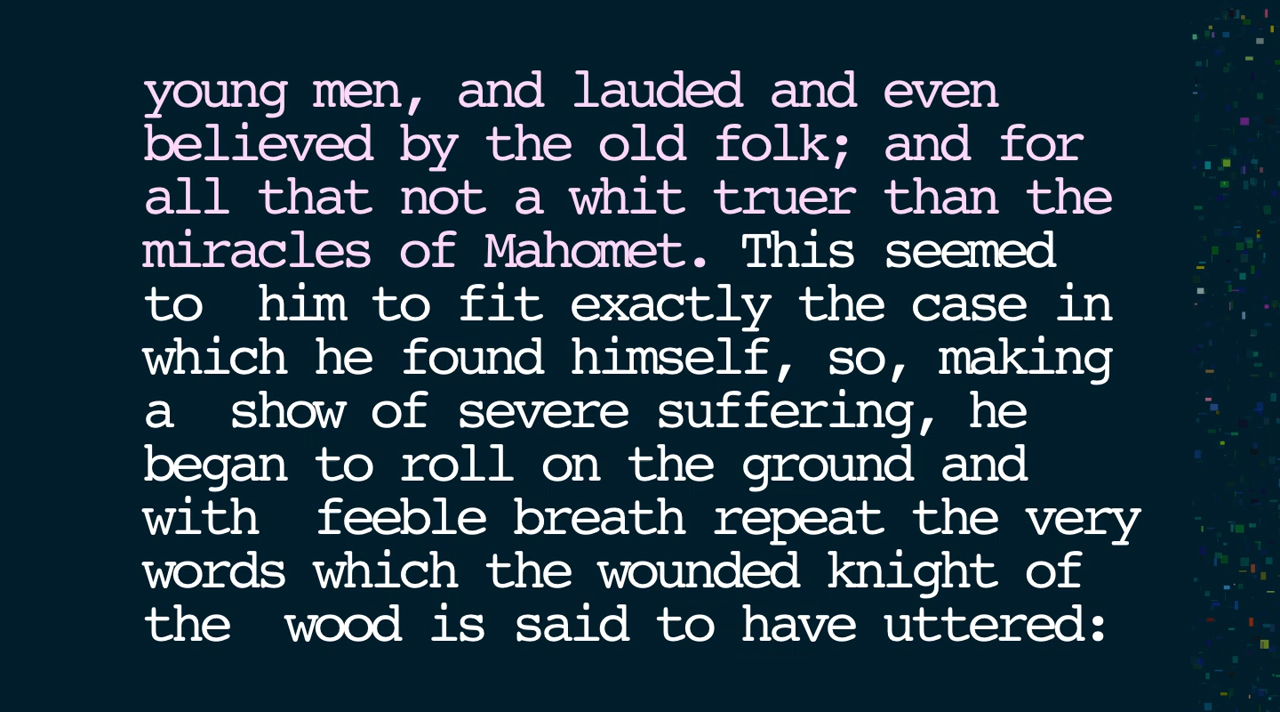 young men, and lauded and even
believed by the old folk; and for
all that not a whit truer than the
miracles of Mahomet. This seemed
to  him to fit exactly the case in
which he found himself, so, making
a  show of severe suffering, he
began to roll on the ground and
with  feeble breath repeat the very
words which the wounded knight of
the  wood is said to have uttered: